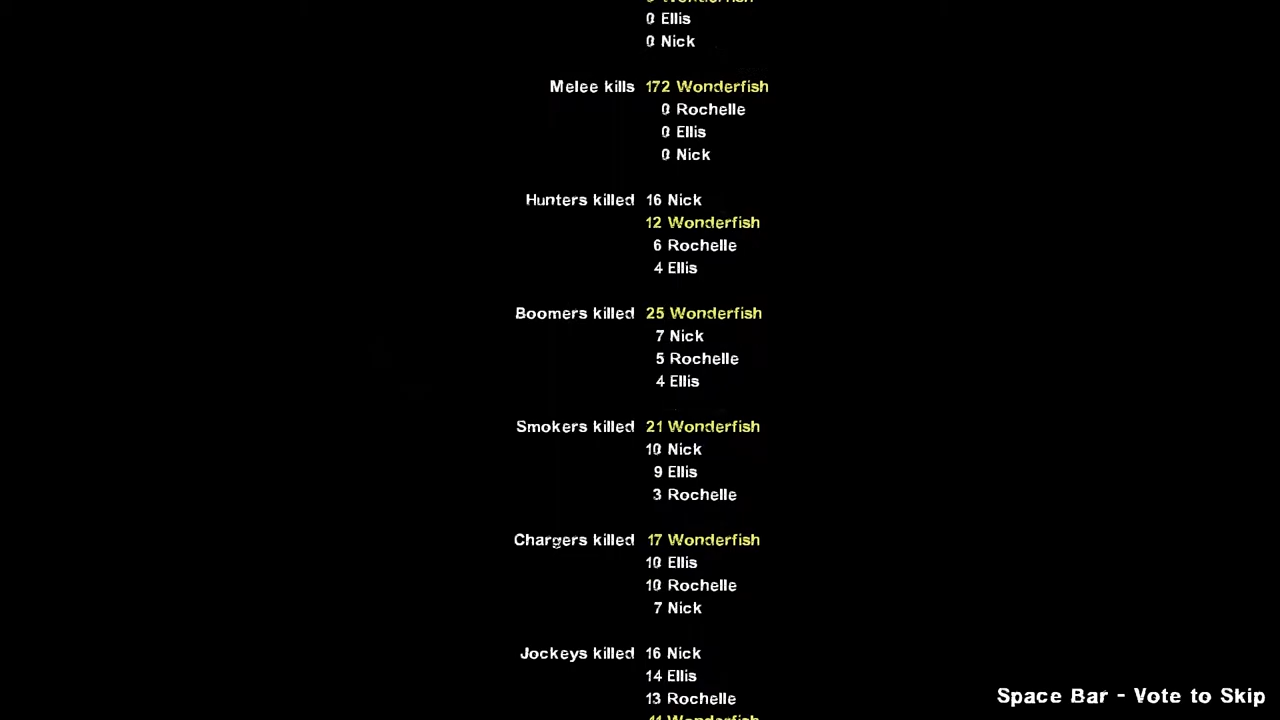 0 Ellis
0 Nick
Melee kills 172 Wonderfish
0 Rochelle
0 Ellis
0 Nick
Hunters killed 16 Nick
12 Wonderfish
6 Rochelle
4 Ellis
Boomers killed 25 Wonderfish
7 Nick
5 Rochelle
4 Ellis
Smokers killed 21 Wonderfish
10 Nick
9 Ellis
3 Rochelle
Chargers killed 17 Wonderfish
10 Ellis
10 Rochelle
7 Nick
Jockeys killed 16 Nick
14 Ellis
13 Rochelle
11 Wonderfish
Space Bar - Vote to Skip